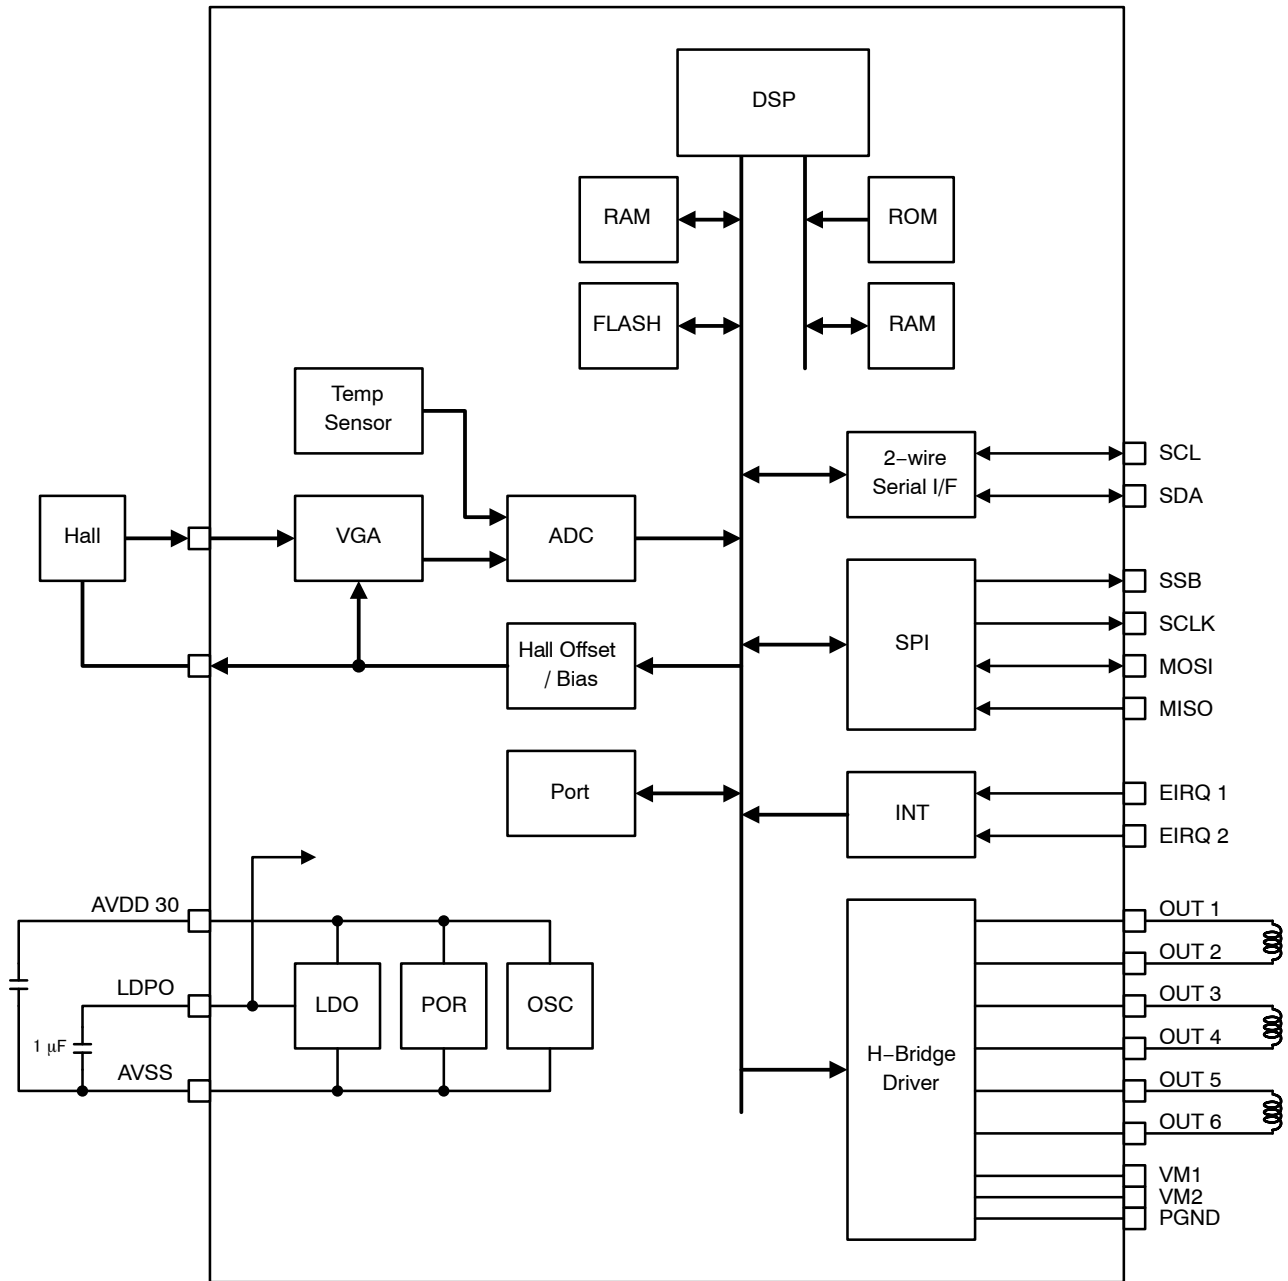 DSP
RAM
ROM
FLASH
RAM
Temp
Sensor
2−wire
Serial I/F
SCL
SDA
Hall
VGA
ADC
Hall Offset
/ Bias
SPI
SSB
SCLK
MOSI
MISO
Port
INT
EIRQ 1
EIRQ 2
AVDD 30
LDPO
1 μF
AVSS
LDO
POR
OSC
H−Bridge
Driver
OUT 1
OUT 2
OUT 3
OUT 4
OUT 5
OUT 6
VM1
VM2
PGND